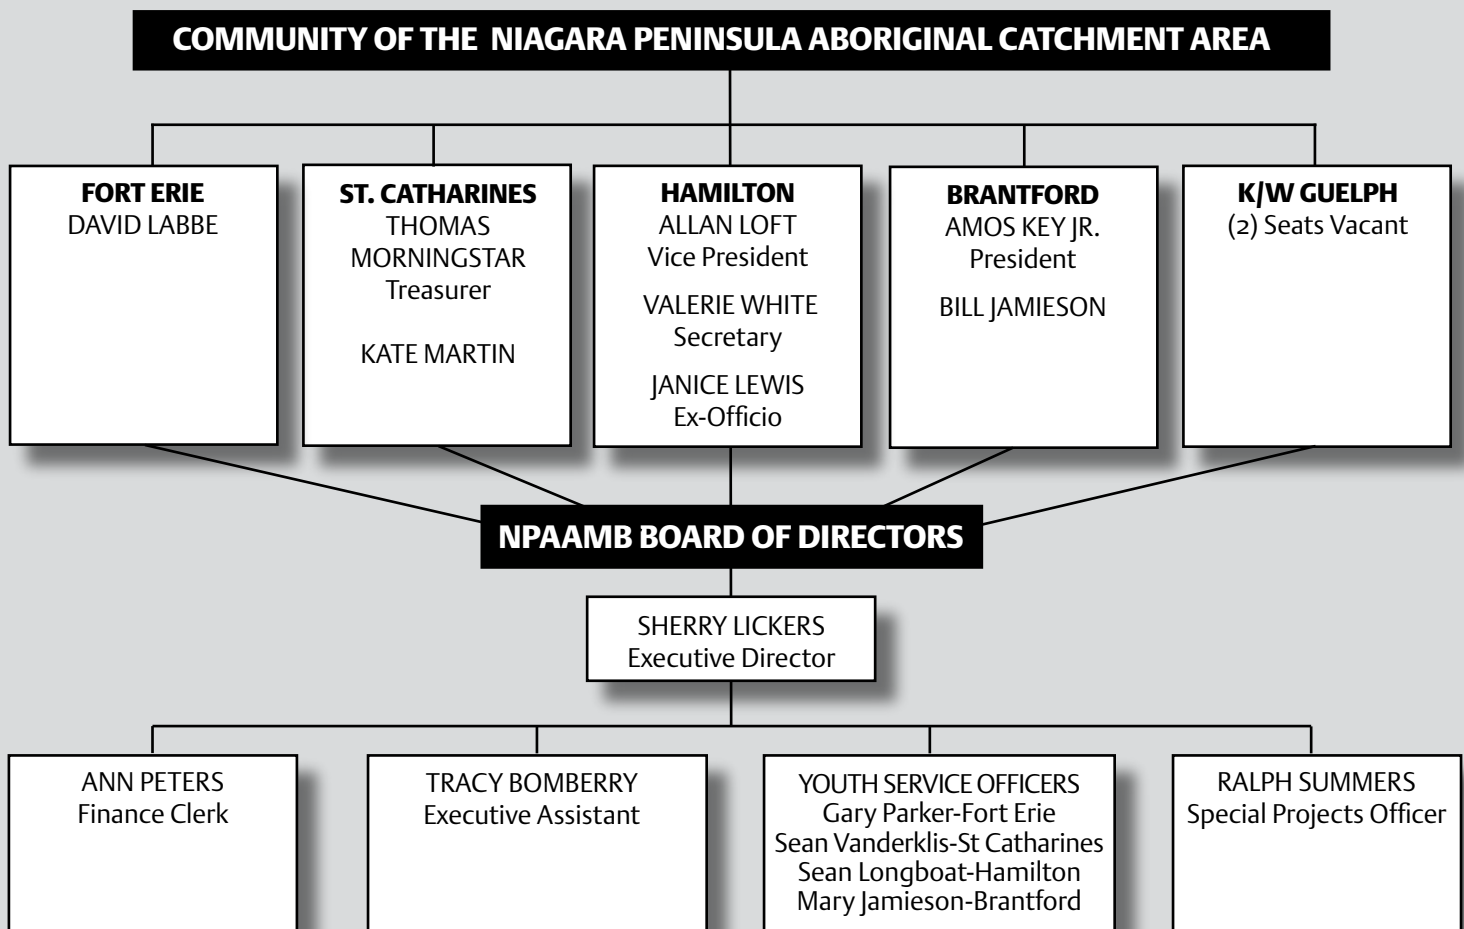 COMMUNITY OF THE NIAGARA PENINSULA ABORIGINAL CATCHMENT AREA
FORT ERIE
DAVID LABBE
ST. CATHARINES
THOMAS
MORNINGSTAR
Treasurer
KATE MARTIN
HAMILTON
ALLAN LOFT
Vice President
VALERIE WHITE
Secretary
JANICE LEWIS
Ex-Officio
BRANTFORD
AMOS KEY JR.
President
BILL JAMIESON
K/W GUELPH
(2) Seats Vacant
NPAAMB BOARD OF DIRECTORS
SHERRY LICKERS
Executive Director
ANN PETERS
Finance Clerk
TRACY BOMBERRY
Executive Assistant
YOUTH SERVICE OFFICERS
Gary Parker-Fort Erie
Sean Vanderklis-St Catharines
Sean Longboat-Hamilton
Mary Jamieson-Brantford
RALPH SUMMERS
Special Projects Officer